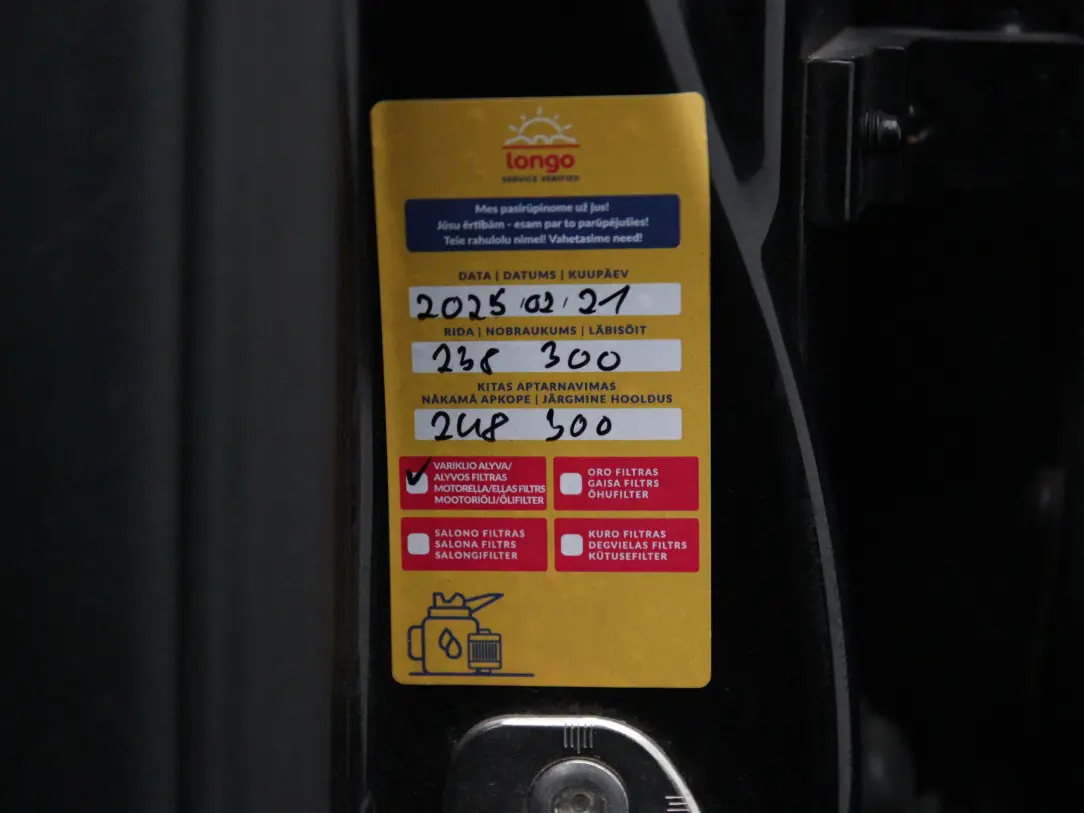 longo
SERVICE VERIFIED
Mes pasirūpinome už jus!
Jūsu ērtībām - esam par to parūpējušies!
Teie rahulolu nimel! Vahetasime need!
DATA | DATUMS | KUUPÄEV
2025.02.21
RIDA | NOBRAUKUMS | LÄBISÕIT
238 300
KITAS APTARNAVIMAS
NĀKAMĀ APKOPE | JÄRGMINE HOOLDUS
248 300
VARIKLIO ALYVA/
ALYVOS FILTRAS
MOTOREĻĻA/EĻĻAS FILTRS
MOOTORIÕLI/ÕLIFILTER
ORO FILTRAS
GAISA FILTRS
ÕHUFILTER
SALONO FILTRAS
SALONA FILTRS
SALONGIFILTER
KURO FILTRAS
DEGVIELAS FILTRS
KÜTUSEFILTER